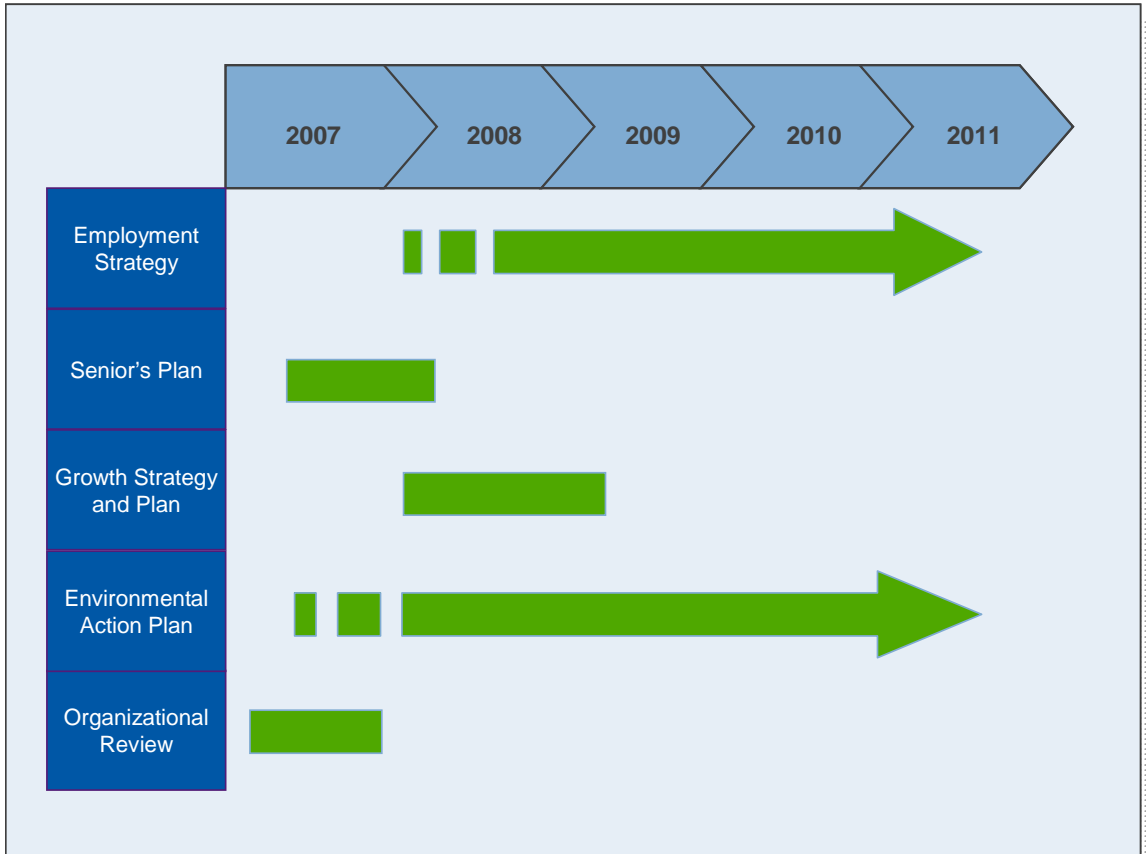 2007 2008 2009 2010 2011
Employment
Strategy
Senior’s Plan
Growth Strategy
and Plan
Environmental
Action Plan
Organizational
Review